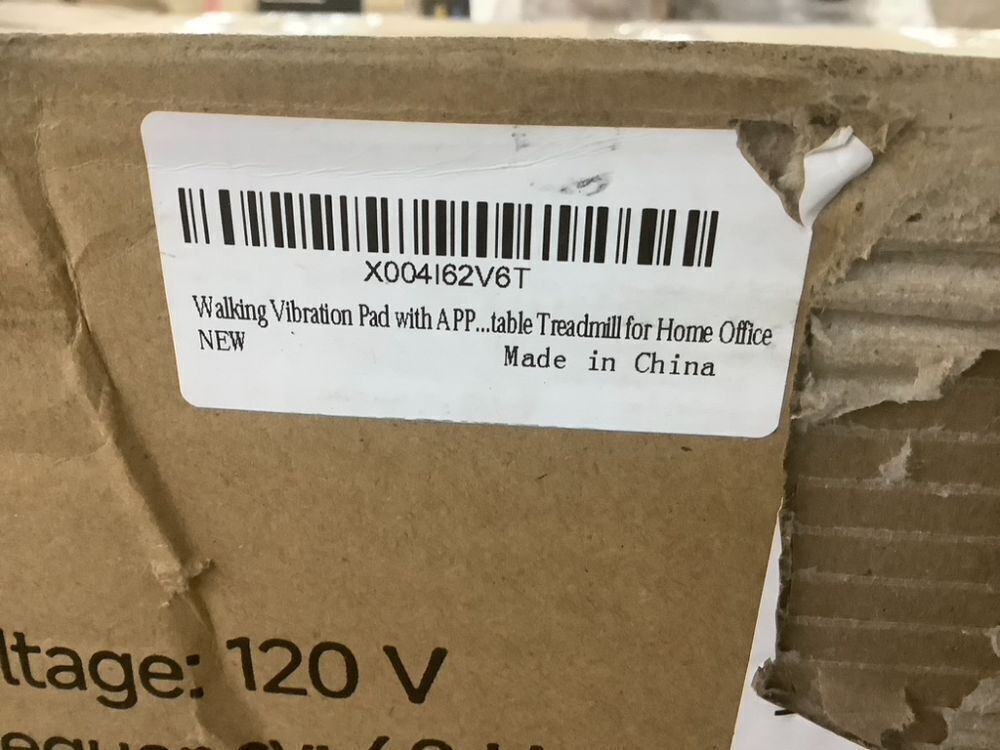 X004I62V6T
Walking Vibration Pad with APP...table Treadmill for Home Office
NEW
Made in China
ltage: 120 V